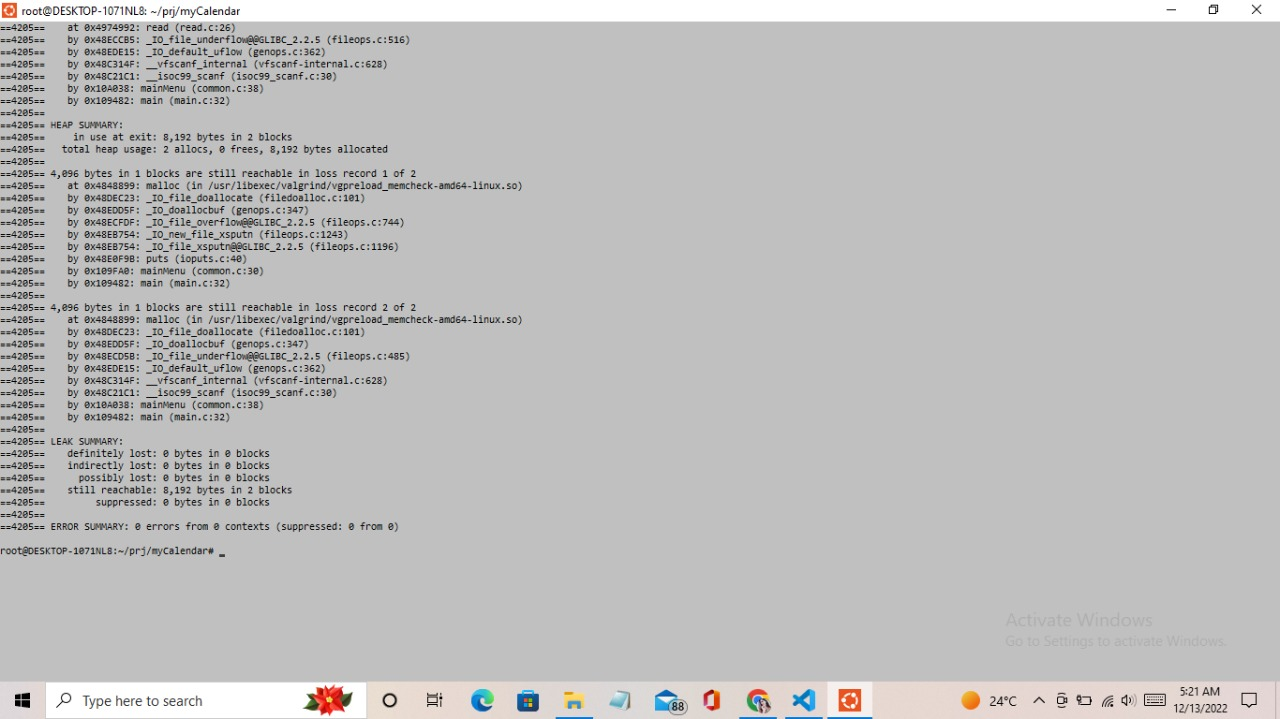 root@DESKTOP-1071NL8: ~/prj/myCalendar
==4205==    at 0x4974992: read (read.c:26)
==4205==    by 0x48ECCB5: _IO_file_underflow@@GLIBC_2.2.5 (fileops.c:516)
==4205==    by 0x48EDE15: _IO_default_uflow (genops.c:362)
==4205==    by 0x48C314F: __vfscanf_internal (vfscanf-internal.c:628)
==4205==    by 0x48C21C1: __isoc99_scanf (isoc99_scanf.c:30)
==4205==    by 0x10A038: mainMenu (common.c:38)
==4205==    by 0x109482: main (main.c:32)
==4205==
==4205== HEAP SUMMARY:
==4205==     in use at exit: 8,192 bytes in 2 blocks
==4205==   total heap usage: 2 allocs, 0 frees, 8,192 bytes allocated
==4205==
==4205== 4,096 bytes in 1 blocks are still reachable in loss record 1 of 2
==4205==    at 0x4848899: malloc (in /usr/libexec/valgrind/vgpreload_memcheck-amd64-linux.so)
==4205==    by 0x48DEC23: _IO_file_doallocate (filedoalloc.c:101)
==4205==    by 0x48EDD5F: _IO_doallocbuf (genops.c:347)
==4205==    by 0x48ECFDF: _IO_file_overflow@@GLIBC_2.2.5 (fileops.c:744)
==4205==    by 0x48EB754: _IO_new_file_xsputn (fileops.c:1243)
==4205==    by 0x48EB754: _IO_file_xsputn@@GLIBC_2.2.5 (fileops.c:1196)
==4205==    by 0x48E0F9B: puts (ioputs.c:40)
==4205==    by 0x109FA0: mainMenu (common.c:30)
==4205==    by 0x109482: main (main.c:32)
==4205==
==4205== 4,096 bytes in 1 blocks are still reachable in loss record 2 of 2
==4205==    at 0x4848899: malloc (in /usr/libexec/valgrind/vgpreload_memcheck-amd64-linux.so)
==4205==    by 0x48DEC23: _IO_file_doallocate (filedoalloc.c:101)
==4205==    by 0x48EDD5F: _IO_doallocbuf (genops.c:347)
==4205==    by 0x48ECD5B: _IO_file_underflow@@GLIBC_2.2.5 (fileops.c:485)
==4205==    by 0x48EDE15: _IO_default_uflow (genops.c:362)
==4205==    by 0x48C314F: __vfscanf_internal (vfscanf-internal.c:628)
==4205==    by 0x48C21C1: __isoc99_scanf (isoc99_scanf.c:30)
==4205==    by 0x10A038: mainMenu (common.c:38)
==4205==    by 0x109482: main (main.c:32)
==4205==
==4205== LEAK SUMMARY:
==4205==    definitely lost: 0 bytes in 0 blocks
==4205==    indirectly lost: 0 bytes in 0 blocks
==4205==      possibly lost: 0 bytes in 0 blocks
==4205==    still reachable: 8,192 bytes in 2 blocks
==4205==         suppressed: 0 bytes in 0 blocks
==4205==
==4205== ERROR SUMMARY: 0 errors from 0 contexts (suppressed: 0 from 0)
root@DESKTOP-1071NL8:~/prj/myCalendar# _
Activate Windows
Go to Settings to activate Windows.
Type here to search
88
24°C
5:21 AM
12/13/2022